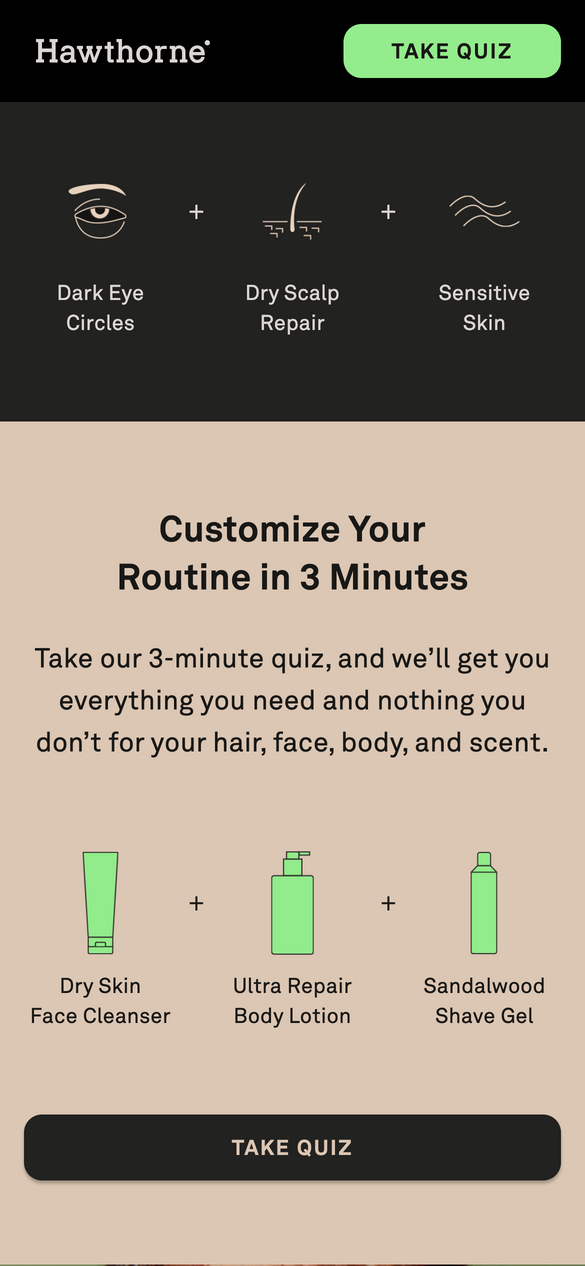 Hawthorne
TAKE QUIZ
+
+
Dark Eye
Circles
Dry Scalp
Repair
Sensitive
Skin
Customize Your
Routine in 3 Minutes
Take our 3-minute quiz, and we’ll get you
everything you need and nothing you
don’t for your hair, face, body, and scent.
+
+
Dry Skin
Face Cleanser
Ultra Repair
Body Lotion
Sandalwood
Shave Gel
TAKE QUIZ